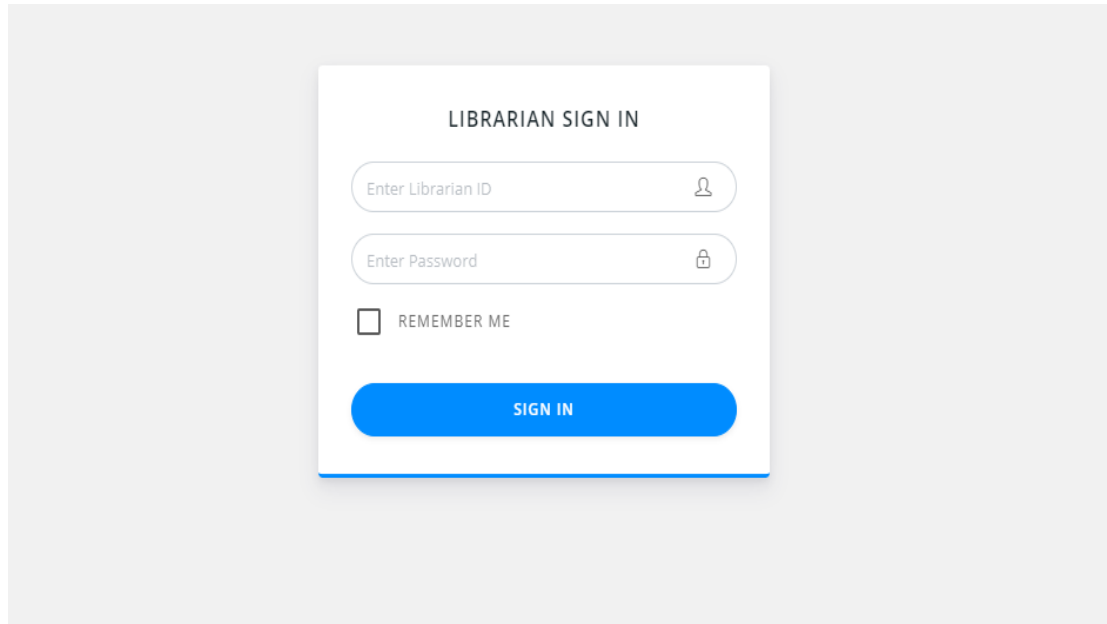 LIBRARIAN SIGN IN
Enter Librarian ID
Enter Password
REMEMBER ME
SIGN IN